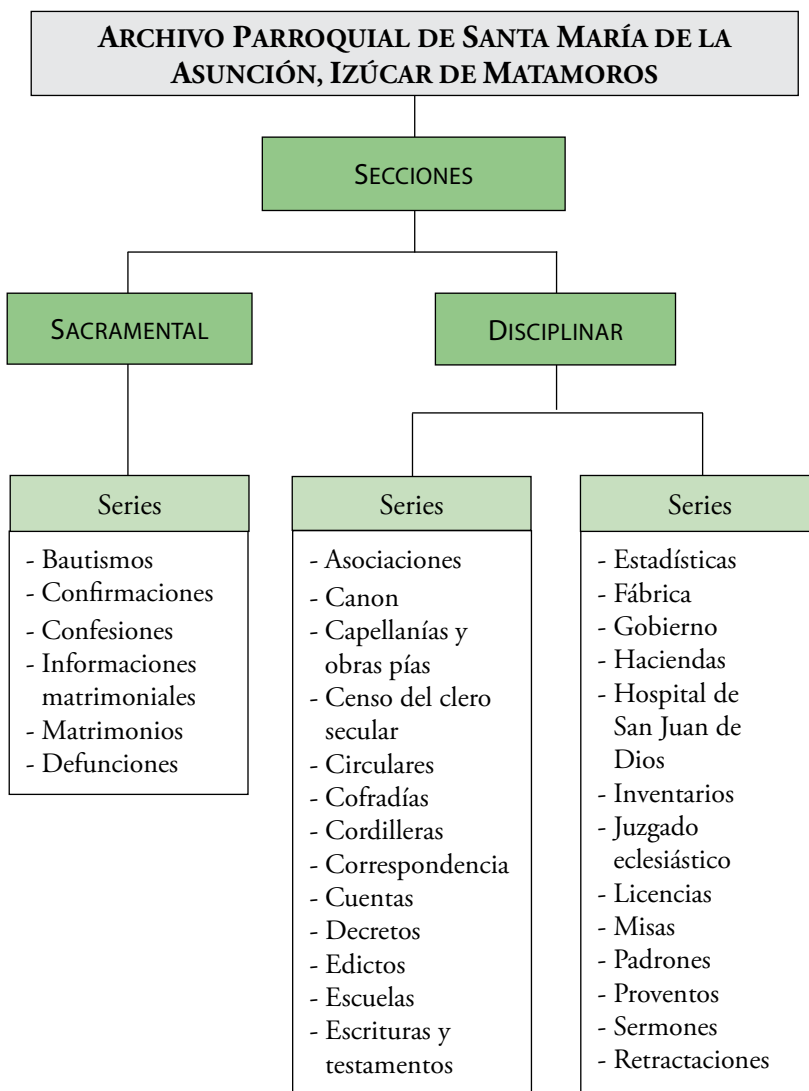 ARCHIVO PARROQUIAL DE SANTA MARÍA DE LA
ASUNCIÓN, IZÚCAR DE MATAMOROS
SECCIONES
SACRAMENTAL
DISCIPLINAR
Series
- Bautismos
- Confirmaciones
- Confesiones
- Informaciones
matrimoniales
- Matrimonios
- Defunciones
Series
- Asociaciones
- Canon
- Capellanías y
obras pías
- Censo del clero
secular
- Circulares
- Cofradías
- Cordilleras
- Correspondencia
- Cuentas
- Decretos
- Edictos
- Escuelas
- Escrituras y
testamentos
Series
- Estadísticas
- Fábrica
- Gobierno
- Haciendas
- Hospital de
San Juan de
Dios
- Inventarios
- Juzgado
eclesiástico
- Licencias
- Misas
- Padrones
- Proventos
- Sermones
- Retractaciones